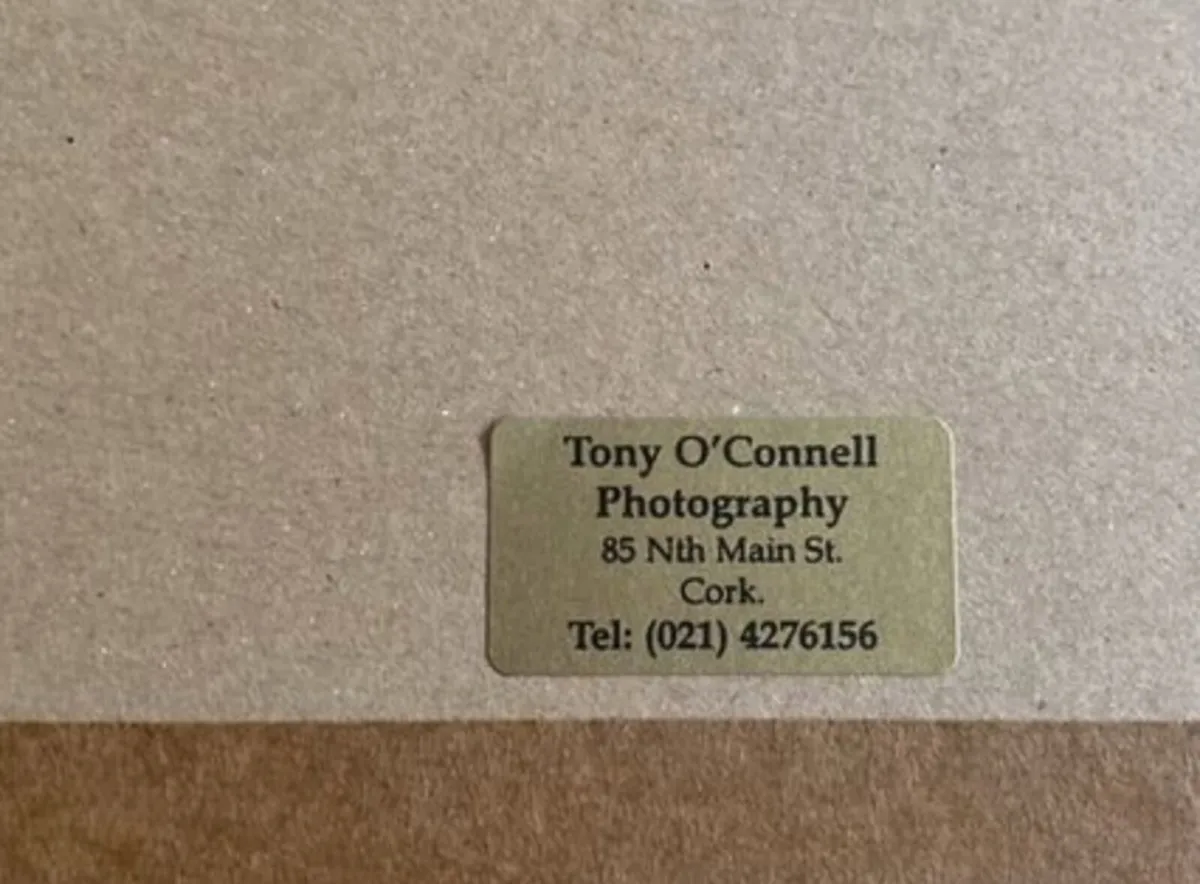 Tony O'Connell
Photography
85 Nth Main St.
Cork.
Tel: (021) 4276156